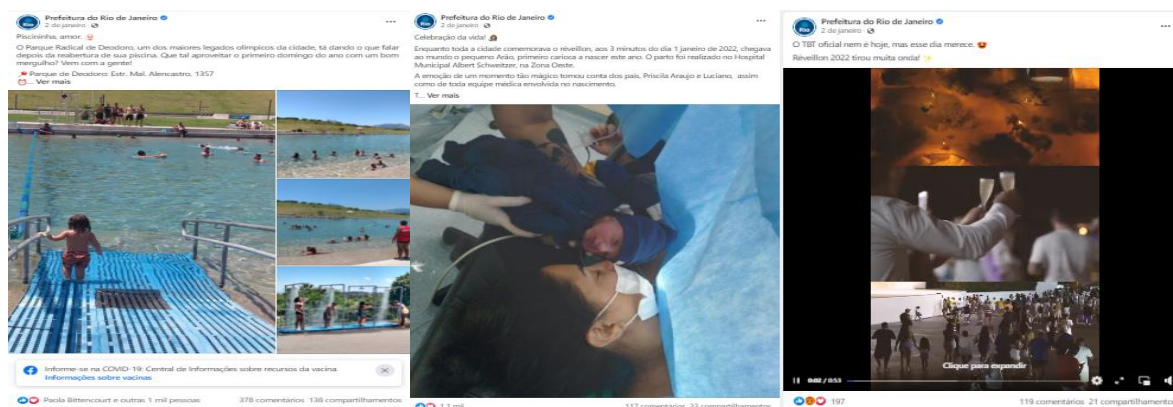 Prefeitura do Rio de Janeiro
2 de janeiro
Piscininha, amor.
O Parque Radical de Deodoro, um dos maiores legados olímpicos da cidade, tá dando o que falar
depois da reabertura de sua piscina. Que tal aproveitar o primeiro domingo do ano com um bom
mergulho? Vem com a gente!
Parque de Deodoro: Estr. Mal. Alencastro, 1357
... Ver mais
Informe-se na COVID-19: Central de Informações sobre recursos da vacina.
Informações sobre vacinas
Paola Bittencourt e outras 1 mil pessoas
378 comentários 138 compartilhamentos
Prefeitura do Rio de Janeiro
2 de janeiro
Celebração da vida!
Enquanto toda a cidade comemorava o réveillon, aos 3 minutos do dia 1 janeiro de 2022, chegava
ao mundo o pequeno Arão, primeiro carioca a nascer este ano. O parto foi realizado no Hospital
Municipal Albert Schweitzer, na Zona Oeste.
A emoção de um momento tão mágico tomou conta dos pais, Priscila Araujo e Luciano, assim
como de toda equipe médica envolvida no nascimento.
T... Ver mais
1,1 mil
Prefeitura do Rio de Janeiro
2 de janeiro
O TBT oficial nem é hoje, mas esse dia merece.
Réveillon 2022 tirou muita onda!
Clique para expandir
0:02 / 0:53
197
119 comentários 21 compartilhamentos